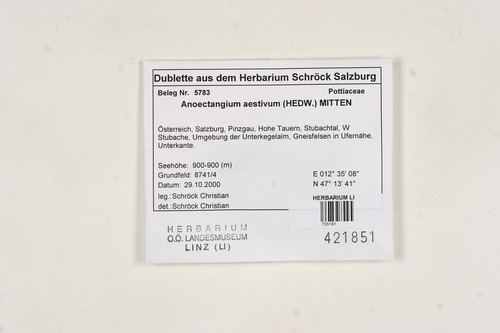 Dublette aus dem Herbarium Schröck Salzburg
Beleg Nr. 5783 Pottiaceae
Anoectangium aestivum (HEDW.) MITTEN
Österreich, Salzburg, Pinzgau, Hohe Tauern, Stubachtal, W
Stubache, Umgebung der Unterkegelalm, Gneisfelsen in Ufernähe,
Unterkante.
Seehöhe: 900-900 (m)
Grundfeld: 8741/4 E 012° 35' 08"
Datum: 29.10.2000 N 47° 13' 41"
leg.: Schröck Christian
det.: Schröck Christian
HERBARIUM LI
755191
HERBARIUM
O.Ö. LANDESMUSEUM
LINZ (LI)
421851